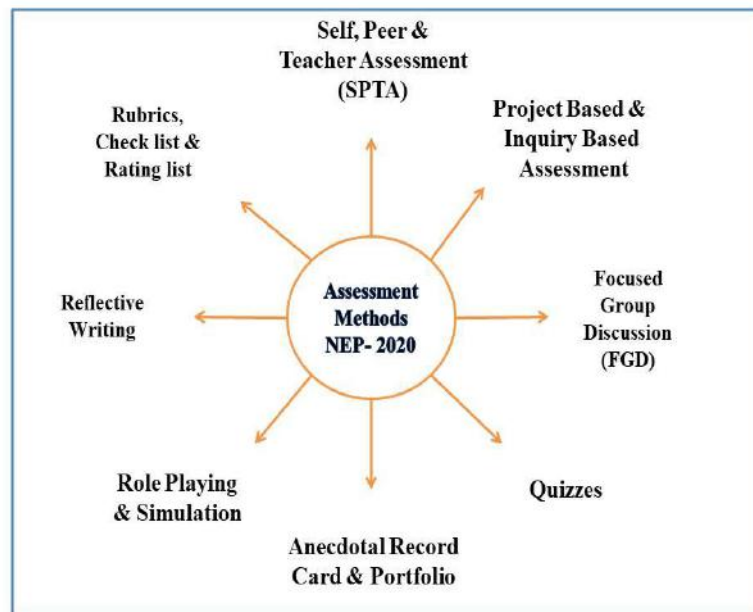 Self, Peer &
Teacher Assessment
(SPTA)
Project Based &
Inquiry Based
Assessment
Focused
Group
Discussion
(FGD)
Quizzes
Anecdotal Record
Card & Portfolio
Role Playing
& Simulation
Reflective
Writing
Rubrics,
Check list &
Rating list
Assessment
Methods
NEP- 2020